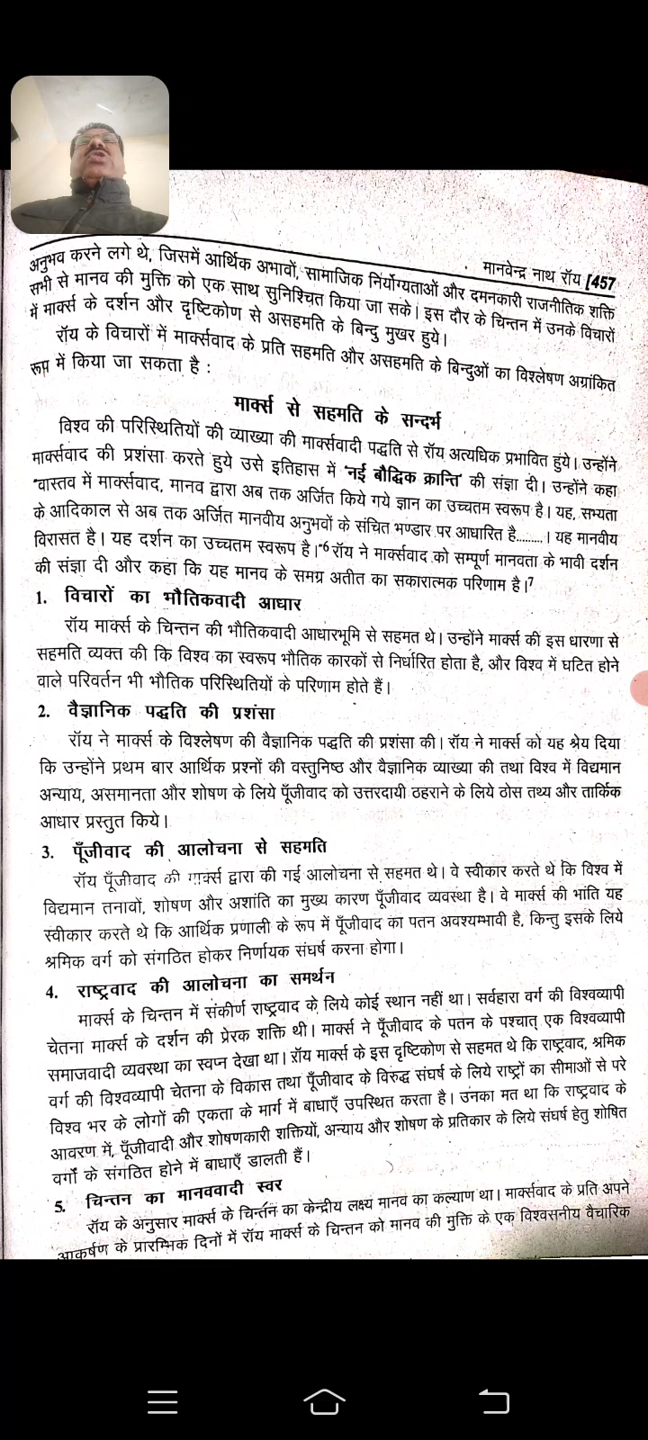 मानवेन्द्र नाथ रॉय [457
अनुभव करने लगे थे, जिसमें आर्थिक अभावों, सामाजिक निर्योग्यताओं और दमनकारी राजनीतिक शक्ति
सभी से मानव की मुक्ति को एक साथ सुनिश्चित किया जा सके। इस दौर के चिन्तन में उनके विचारों
में मार्क्स के दर्शन और दृष्टिकोण से असहमति के बिन्दु मुखर हुये।
रॉय के विचारों में मार्क्सवाद के प्रति सहमति और असहमति के बिन्दुओं का विश्लेषण अग्रांकित
रूप में किया जा सकता है :
मार्क्स से सहमति के सन्दर्भ
विश्व की परिस्थितियों की व्याख्या की मार्क्सवादी पद्धति से रॉय अत्यधिक प्रभावित हुये। उन्होंने
मार्क्सवाद की प्रशंसा करते हुये उसे इतिहास में 'नई बौद्धिक क्रान्ति' की संज्ञा दी। उन्होंने कहा
"वास्तव में मार्क्सवाद, मानव द्वारा अब तक अर्जित किये गये ज्ञान का उच्चतम स्वरूप है। यह, सभ्यता
के आदिकाल से अब तक अर्जित मानवीय अनुभवों के संचित भण्डार पर आधारित है.........। यह मानवीय
विरासत है। यह दर्शन का उच्चतम स्वरूप है।"6 रॉय ने मार्क्सवाद को सम्पूर्ण मानवता के भावी दर्शन
की संज्ञा दी और कहा कि यह मानव के समग्र अतीत का सकारात्मक परिणाम है।7
1. विचारों का भौतिकवादी आधार
रॉय मार्क्स के चिन्तन की भौतिकवादी आधारभूमि से सहमत थे। उन्होंने मार्क्स की इस धारणा से
सहमति व्यक्त की कि विश्व का स्वरूप भौतिक कारकों से निर्धारित होता है, और विश्व में घटित होने
वाले परिवर्तन भी भौतिक परिस्थितियों के परिणाम होते हैं।
2. वैज्ञानिक पद्धति की प्रशंसा
रॉय ने मार्क्स के विश्लेषण की वैज्ञानिक पद्धति की प्रशंसा की। रॉय ने मार्क्स को यह श्रेय दिया
कि उन्होंने प्रथम बार आर्थिक प्रश्नों की वस्तुनिष्ठ और वैज्ञानिक व्याख्या की तथा विश्व में विद्यमान
अन्याय, असमानता और शोषण के लिये पूँजीवाद को उत्तरदायी ठहराने के लिये ठोस तथ्य और तार्किक
आधार प्रस्तुत किये।
3. पूँजीवाद की आलोचना से सहमति
रॉय पूँजीवाद की मार्क्स द्वारा की गई आलोचना से सहमत थे। वे स्वीकार करते थे कि विश्व में
विद्यमान तनावों, शोषण और अशांति का मुख्य कारण पूँजीवाद व्यवस्था है। वे मार्क्स की भांति यह
स्वीकार करते थे कि आर्थिक प्रणाली के रूप में पूँजीवाद का पतन अवश्यम्भावी है, किन्तु इसके लिये
श्रमिक वर्ग को संगठित होकर निर्णायक संघर्ष करना होगा।
4. राष्ट्रवाद की आलोचना का समर्थन
मार्क्स के चिन्तन में संकीर्ण राष्ट्रवाद के लिये कोई स्थान नहीं था। सर्वहारा वर्ग की विश्वव्यापी
चेतना मार्क्स के दर्शन की प्रेरक शक्ति थी। मार्क्स ने पूँजीवाद के पतन के पश्चात् एक विश्वव्यापी
समाजवादी व्यवस्था का स्वप्न देखा था। रॉय मार्क्स के इस दृष्टिकोण से सहमत थे कि राष्ट्रवाद, श्रमिक
वर्ग की विश्वव्यापी चेतना के विकास तथा पूँजीवाद के विरुद्ध संघर्ष के लिये राष्ट्रों का सीमाओं से परे
विश्व भर के लोगों की एकता के मार्ग में बाधाएँ उपस्थित करता है। उनका मत था कि राष्ट्रवाद के
आवरण में, पूँजीवादी और शोषणकारी शक्तियों, अन्याय और शोषण के प्रतिकार के लिये संघर्ष हेतु शोषित
वर्गों के संगठित होने में बाधाएँ डालती हैं।
5. चिन्तन का मानववादी स्वर
रॉय के अनुसार मार्क्स के चिन्तन का केन्द्रीय लक्ष्य मानव का कल्याण था। मार्क्सवाद के प्रति अपने
आकर्षण के प्रारम्भिक दिनों में रॉय मार्क्स के चिन्तन को मानव की मुक्ति के एक विश्वसनीय वैचारिक